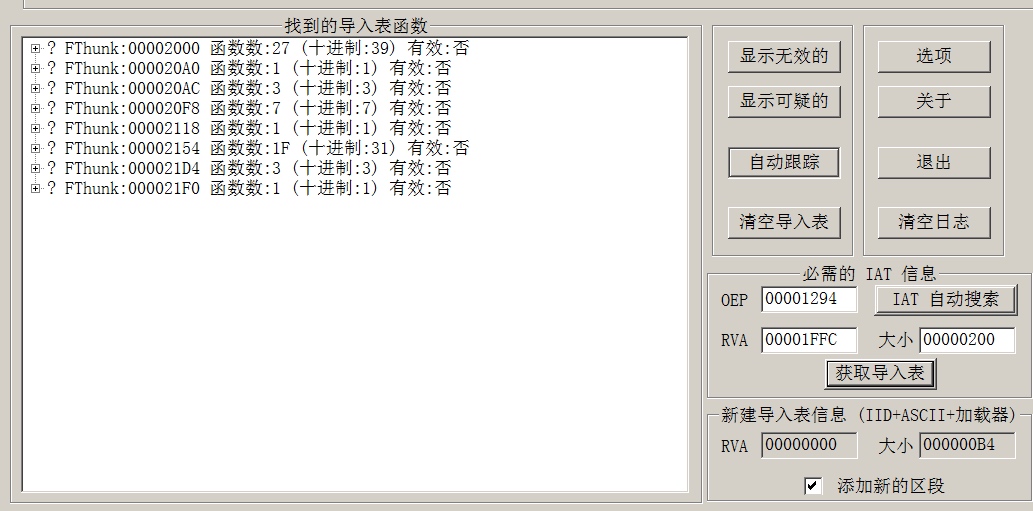 找到的导入表函数
? FThunk:00002000 函数数:27 (十进制:39) 有效:否
? FThunk:000020A0 函数数:1 (十进制:1) 有效:否
? FThunk:000020AC 函数数:3 (十进制:3) 有效:否
? FThunk:000020F8 函数数:7 (十进制:7) 有效:否
? FThunk:00002118 函数数:1 (十进制:1) 有效:否
? FThunk:00002154 函数数:1F (十进制:31) 有效:否
? FThunk:000021D4 函数数:3 (十进制:3) 有效:否
? FThunk:000021F0 函数数:1 (十进制:1) 有效:否
显示无效的 选项
显示可疑的 关于
自动跟踪 退出
清空导入表 清空日志
必需的 IAT 信息
OEP 00001294 IAT 自动搜索
RVA 00001FFC 大小 00000200
获取导入表
新建导入表信息 (IID+ASCII+加载器)
RVA 00000000 大小 000000B4
添加新的区段